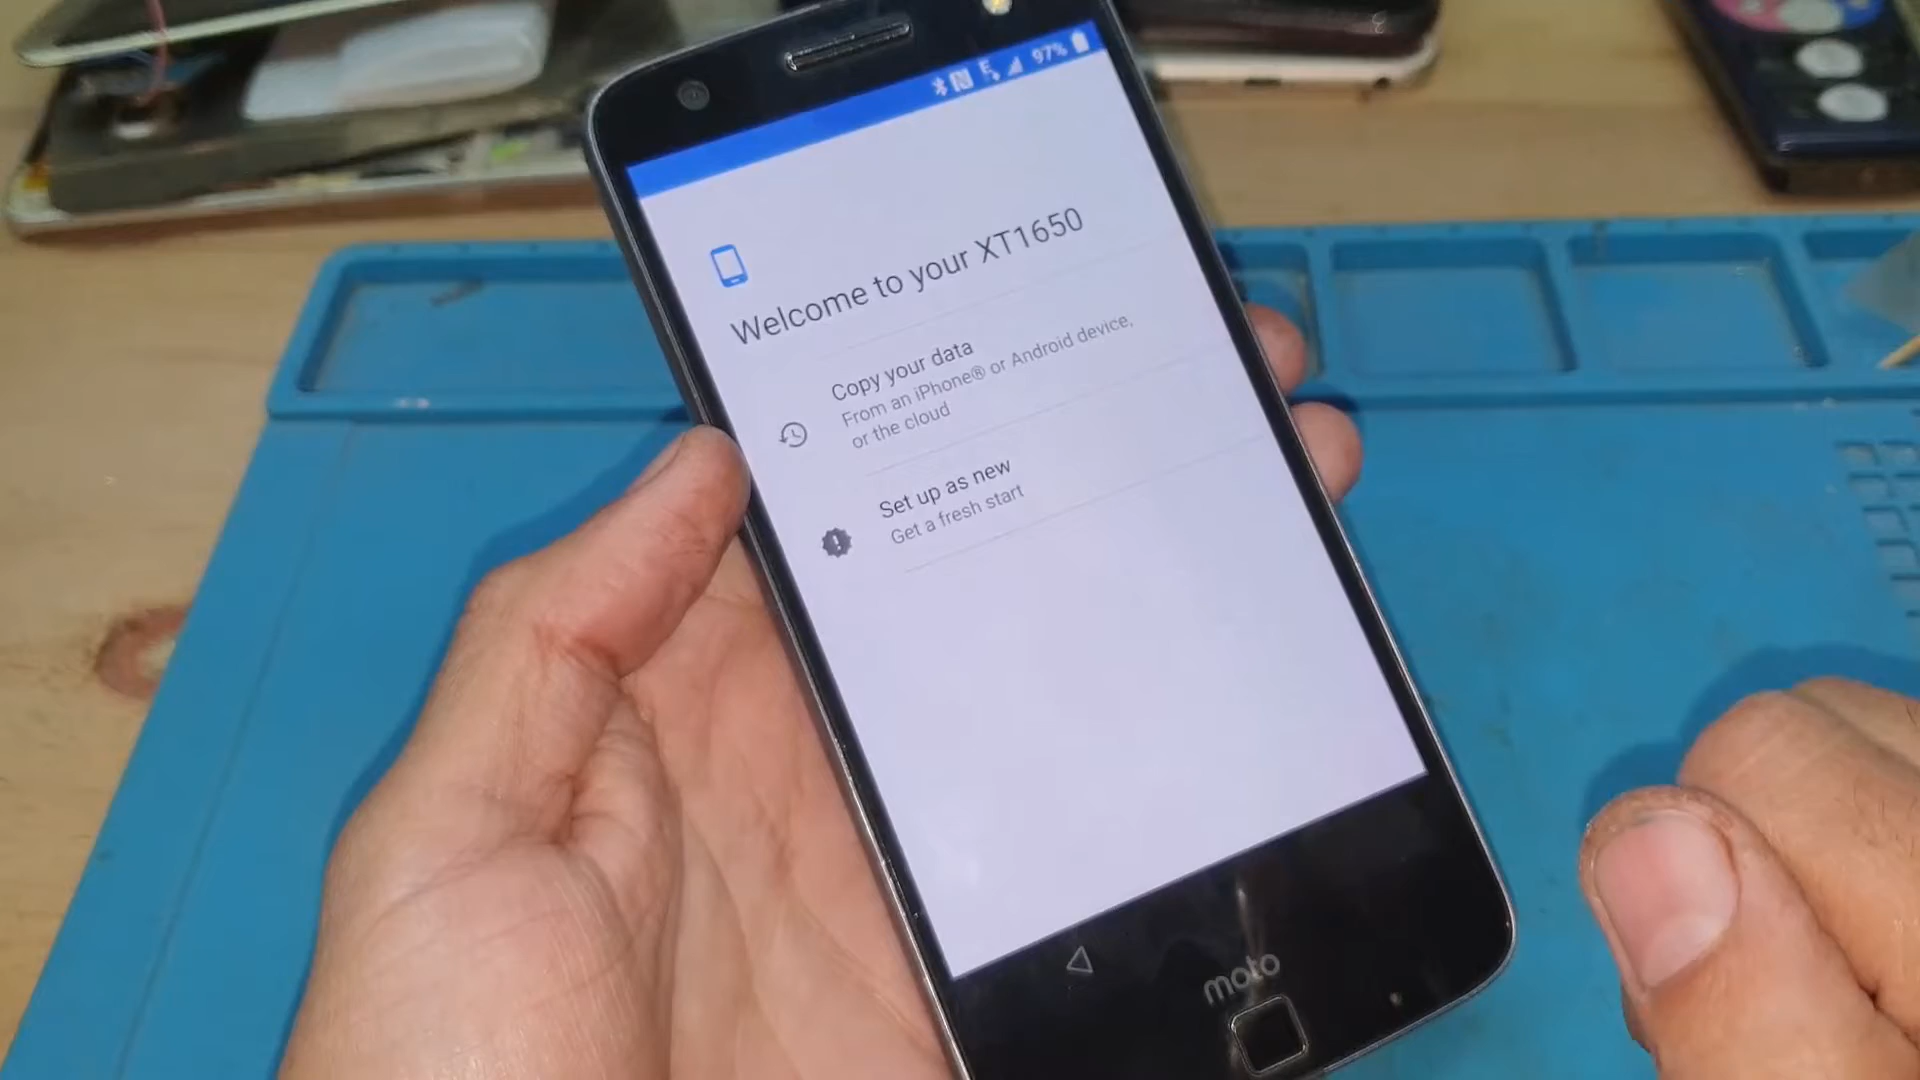 97%
Welcome to your XT1650
Copy your data
From an iPhone® or Android device,
or the cloud
Set up as new
Get a fresh start
moto